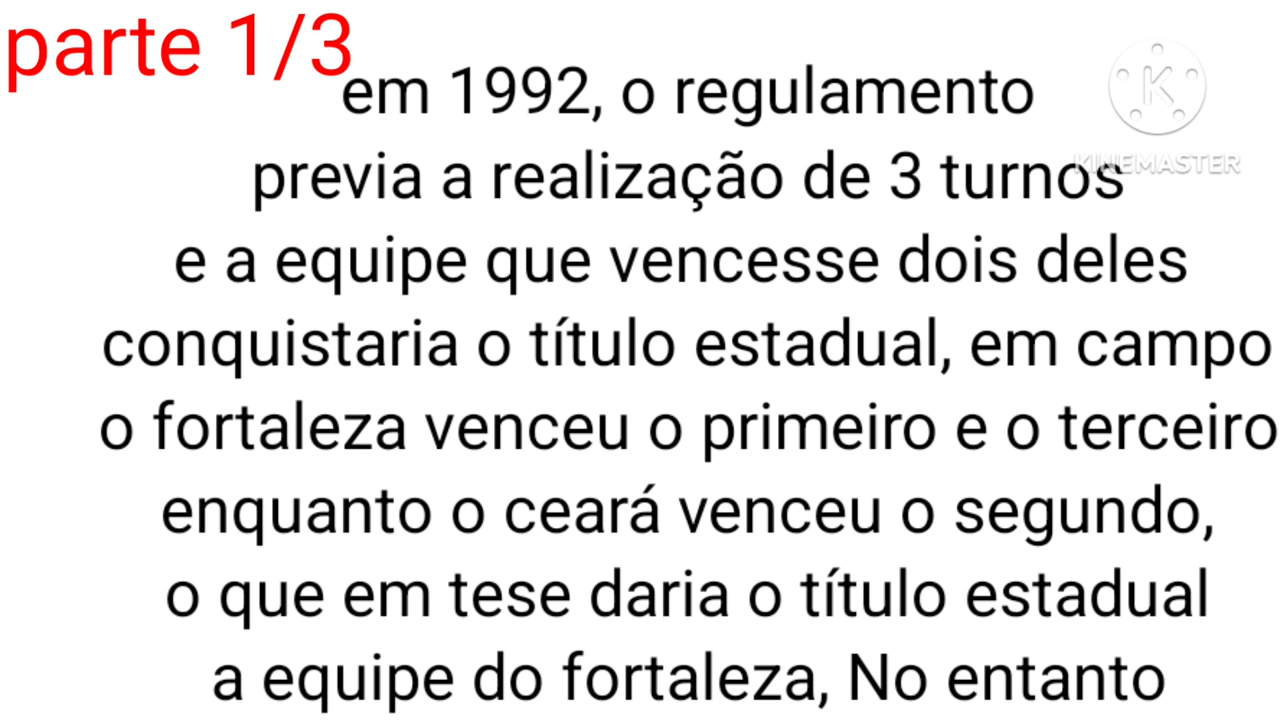 parte 1/3
em 1992, o regulamento
previa a realização de 3 turnos
e a equipe que vencesse dois deles
conquistaria o título estadual, em campo
o fortaleza venceu o primeiro e o terceiro
enquanto o ceará venceu o segundo,
o que em tese daria o título estadual
a equipe do fortaleza, No entanto
K
KINEMASTER